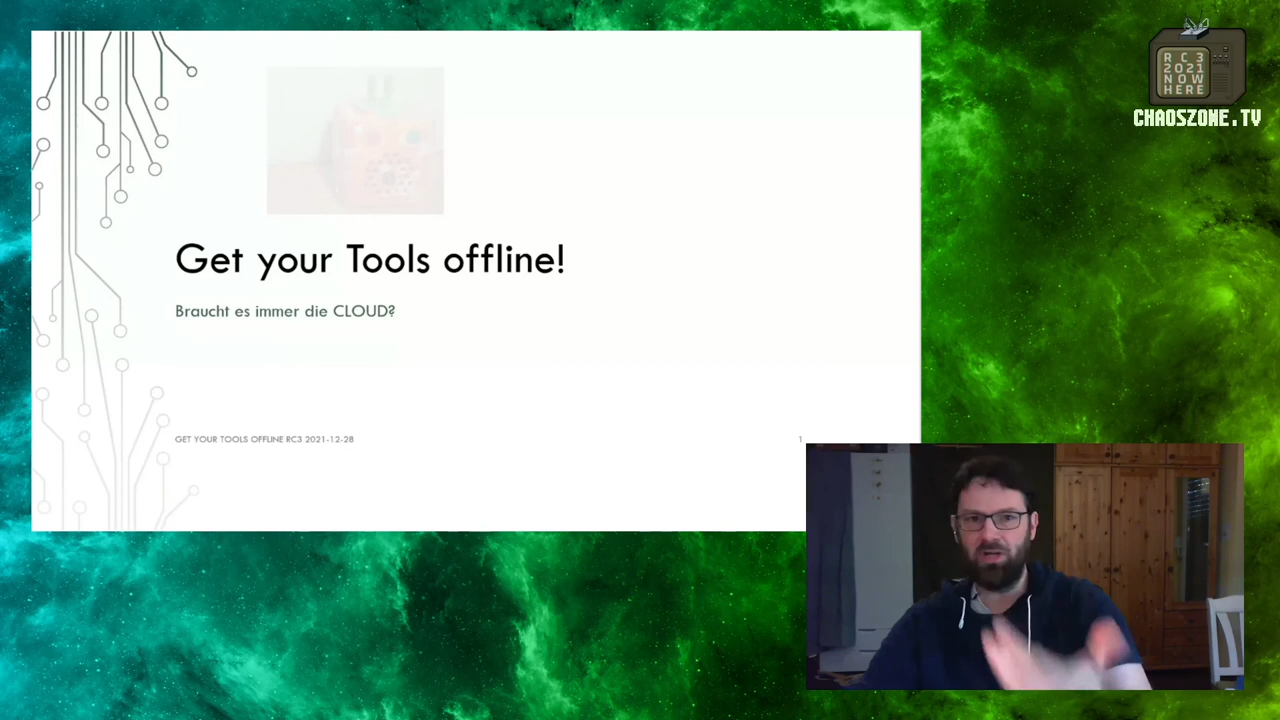 RC3
2021
NOW
HERE
CHAOSZONE.TV
Get your Tools offline!
Braucht es immer die CLOUD?
GET YOUR TOOLS OFFLINE RC3 2021-12-28
1